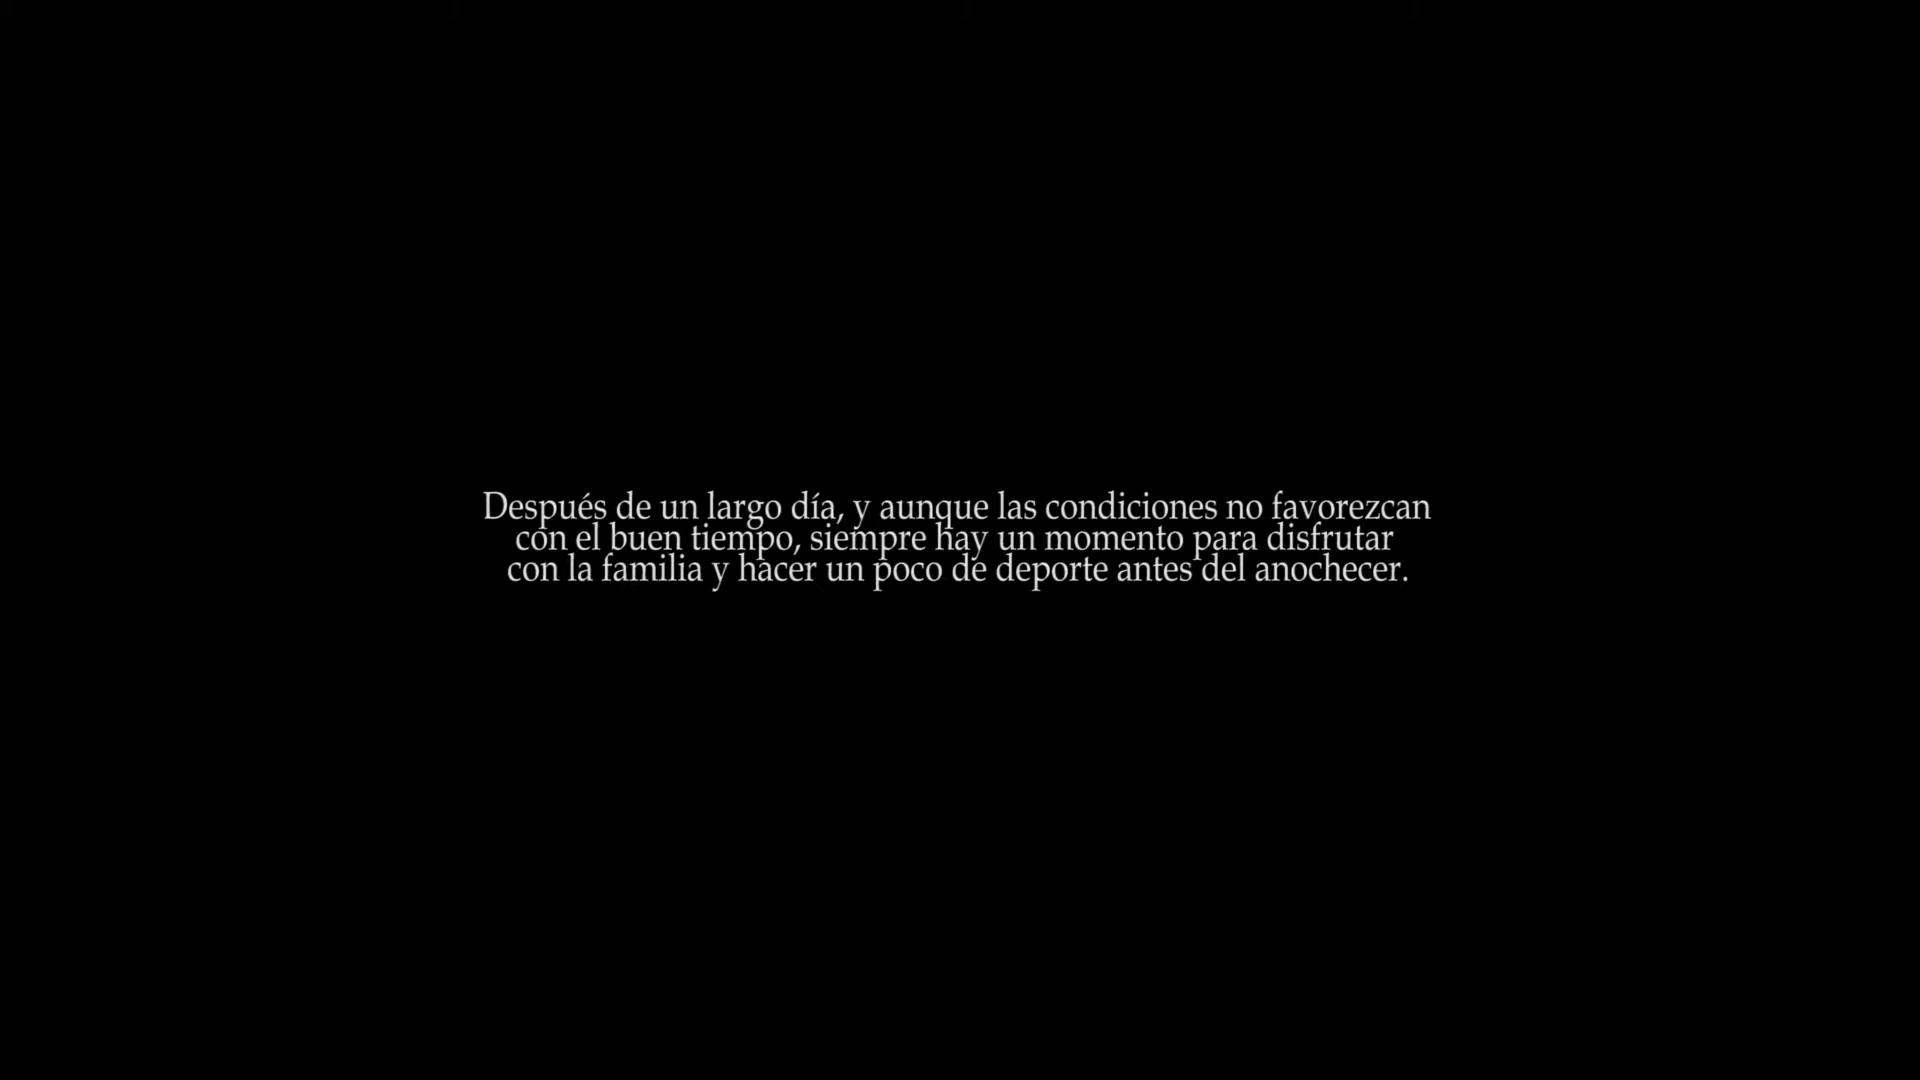 Después de un largo día, y aunque las condiciones no favorezcan
con el buen tiempo, siempre hay un momento para disfrutar
con la familia y hacer un poco de deporte antes del anochecer.